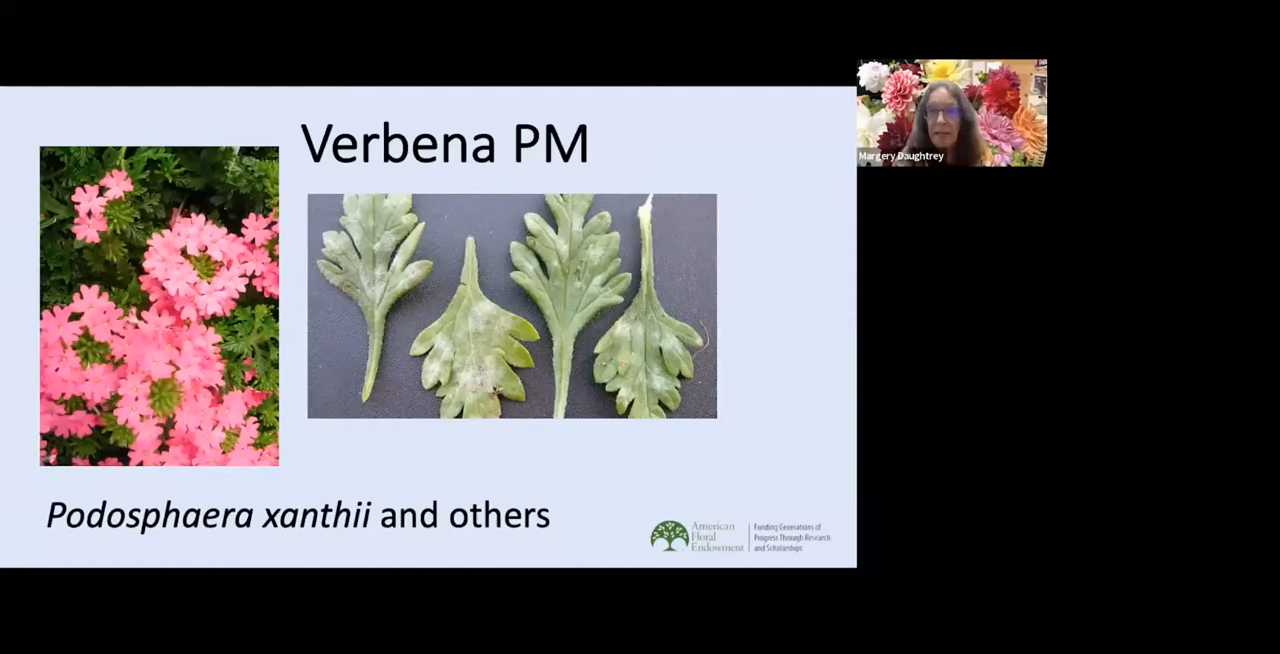 Verbena PM
Margery Daughtrey
Podosphaera xanthii and others
American
Floral
Endowment
Funding Generations of
Progress Through Research
and Scholarships